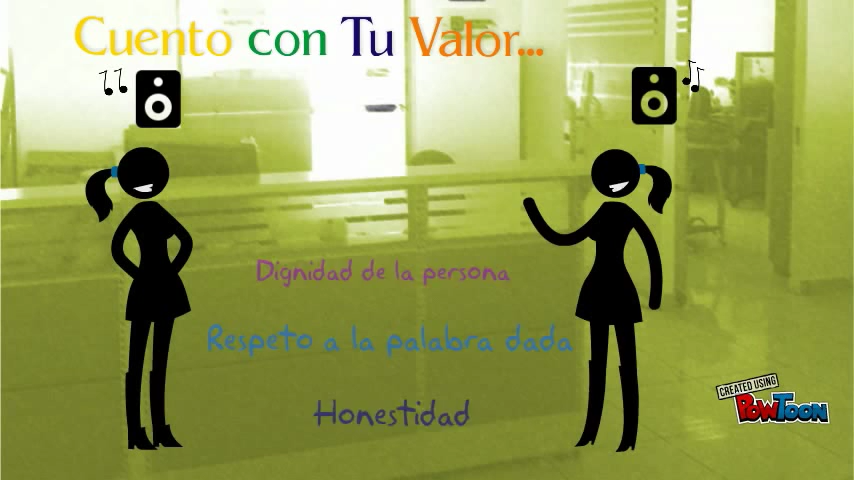 Cuento con Tu Valor...
Dignidad de la persona
Respeto a la palabra dada
Honestidad
CREATED USING
POWTOON